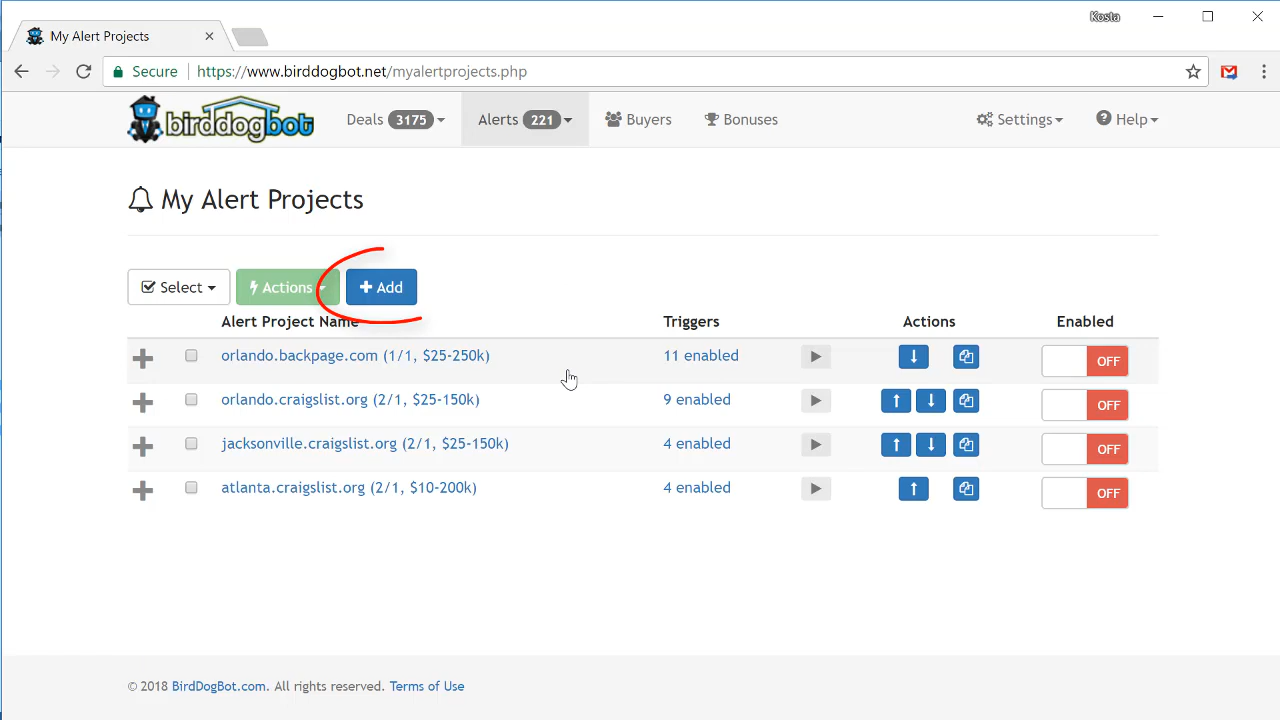 Kosta
My Alert Projects
Secure https://www.birddogbot.net/myalertprojects.php
birddogbot Deals 3175 Alerts 221 Buyers Bonuses Settings Help
My Alert Projects
Select Actions Add
Alert Project Name Triggers Actions Enabled
orlando.backpage.com (1/1, $25-250k) 11 enabled OFF
orlando.craigslist.org (2/1, $25-150k) 9 enabled OFF
jacksonville.craigslist.org (2/1, $25-150k) 4 enabled OFF
atlanta.craigslist.org (2/1, $10-200k) 4 enabled OFF
© 2018 BirdDogBot.com. All rights reserved. Terms of Use